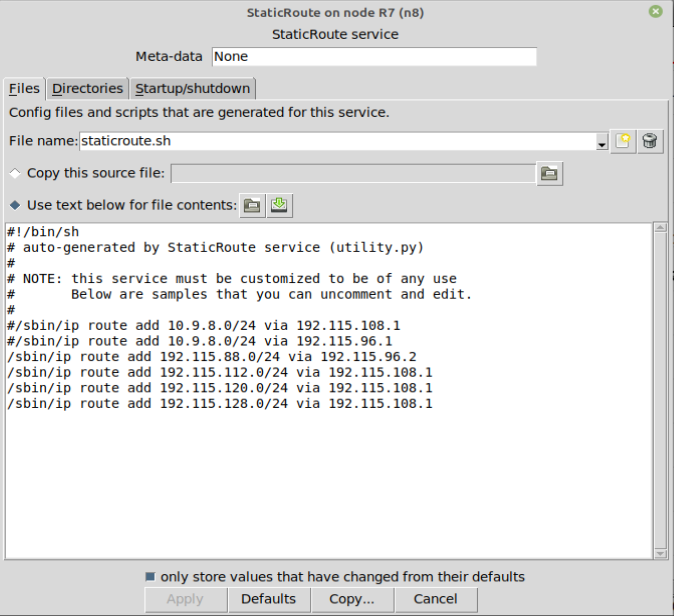 StaticRoute on node R7 (n8)
StaticRoute service
Meta-data None
Files Directories Startup/shutdown
Config files and scripts that are generated for this service.
File name: staticroute.sh
Copy this source file:
Use text below for file contents:
#!/bin/sh
# auto-generated by StaticRoute service (utility.py)
#
# NOTE: this service must be customized to be of any use
#       Below are samples that you can uncomment and edit.
#
#/sbin/ip route add 10.9.8.0/24 via 192.115.108.1
#/sbin/ip route add 10.9.8.0/24 via 192.115.96.1
/sbin/ip route add 192.115.88.0/24 via 192.115.96.2
/sbin/ip route add 192.115.112.0/24 via 192.115.108.1
/sbin/ip route add 192.115.120.0/24 via 192.115.108.1
/sbin/ip route add 192.115.128.0/24 via 192.115.108.1
only store values that have changed from their defaults
Apply Defaults Copy... Cancel